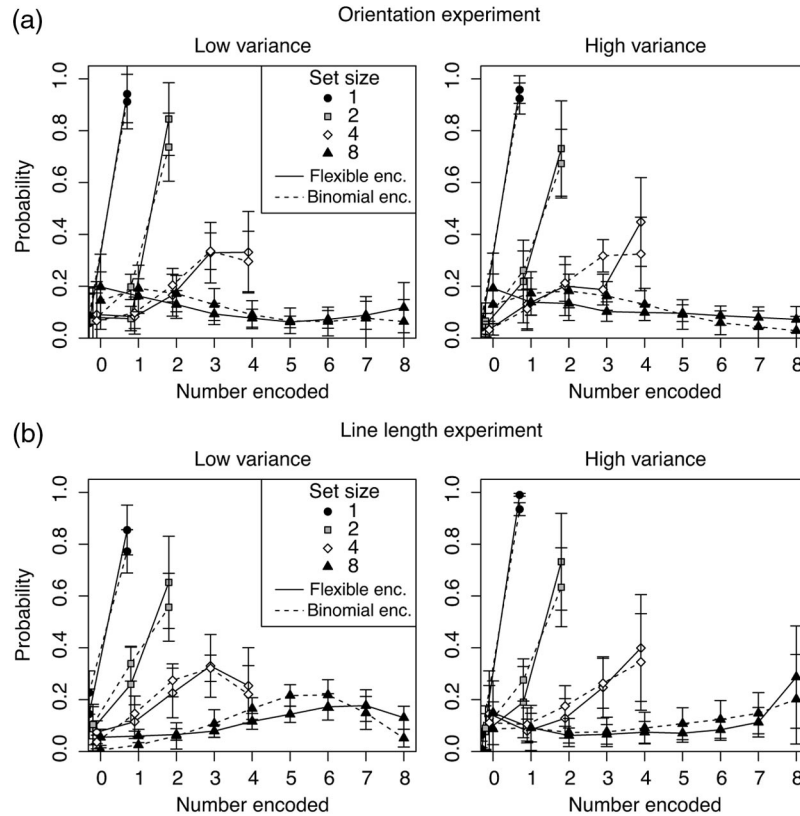 (a)
Orientation experiment
Low variance
High variance
Probability
0.0 0.2 0.4 0.6 0.8 1.0
Set size
1
2
4
8
Flexible enc.
Binomial enc.
0 1 2 3 4 5 6 7 8
Number encoded
0.0 0.2 0.4 0.6 0.8 1.0
0 1 2 3 4 5 6 7 8
Number encoded
(b)
Line length experiment
Low variance
High variance
Probability
0.0 0.2 0.4 0.6 0.8 1.0
Set size
1
2
4
8
Flexible enc.
Binomial enc.
0 1 2 3 4 5 6 7 8
Number encoded
0.0 0.2 0.4 0.6 0.8 1.0
0 1 2 3 4 5 6 7 8
Number encoded